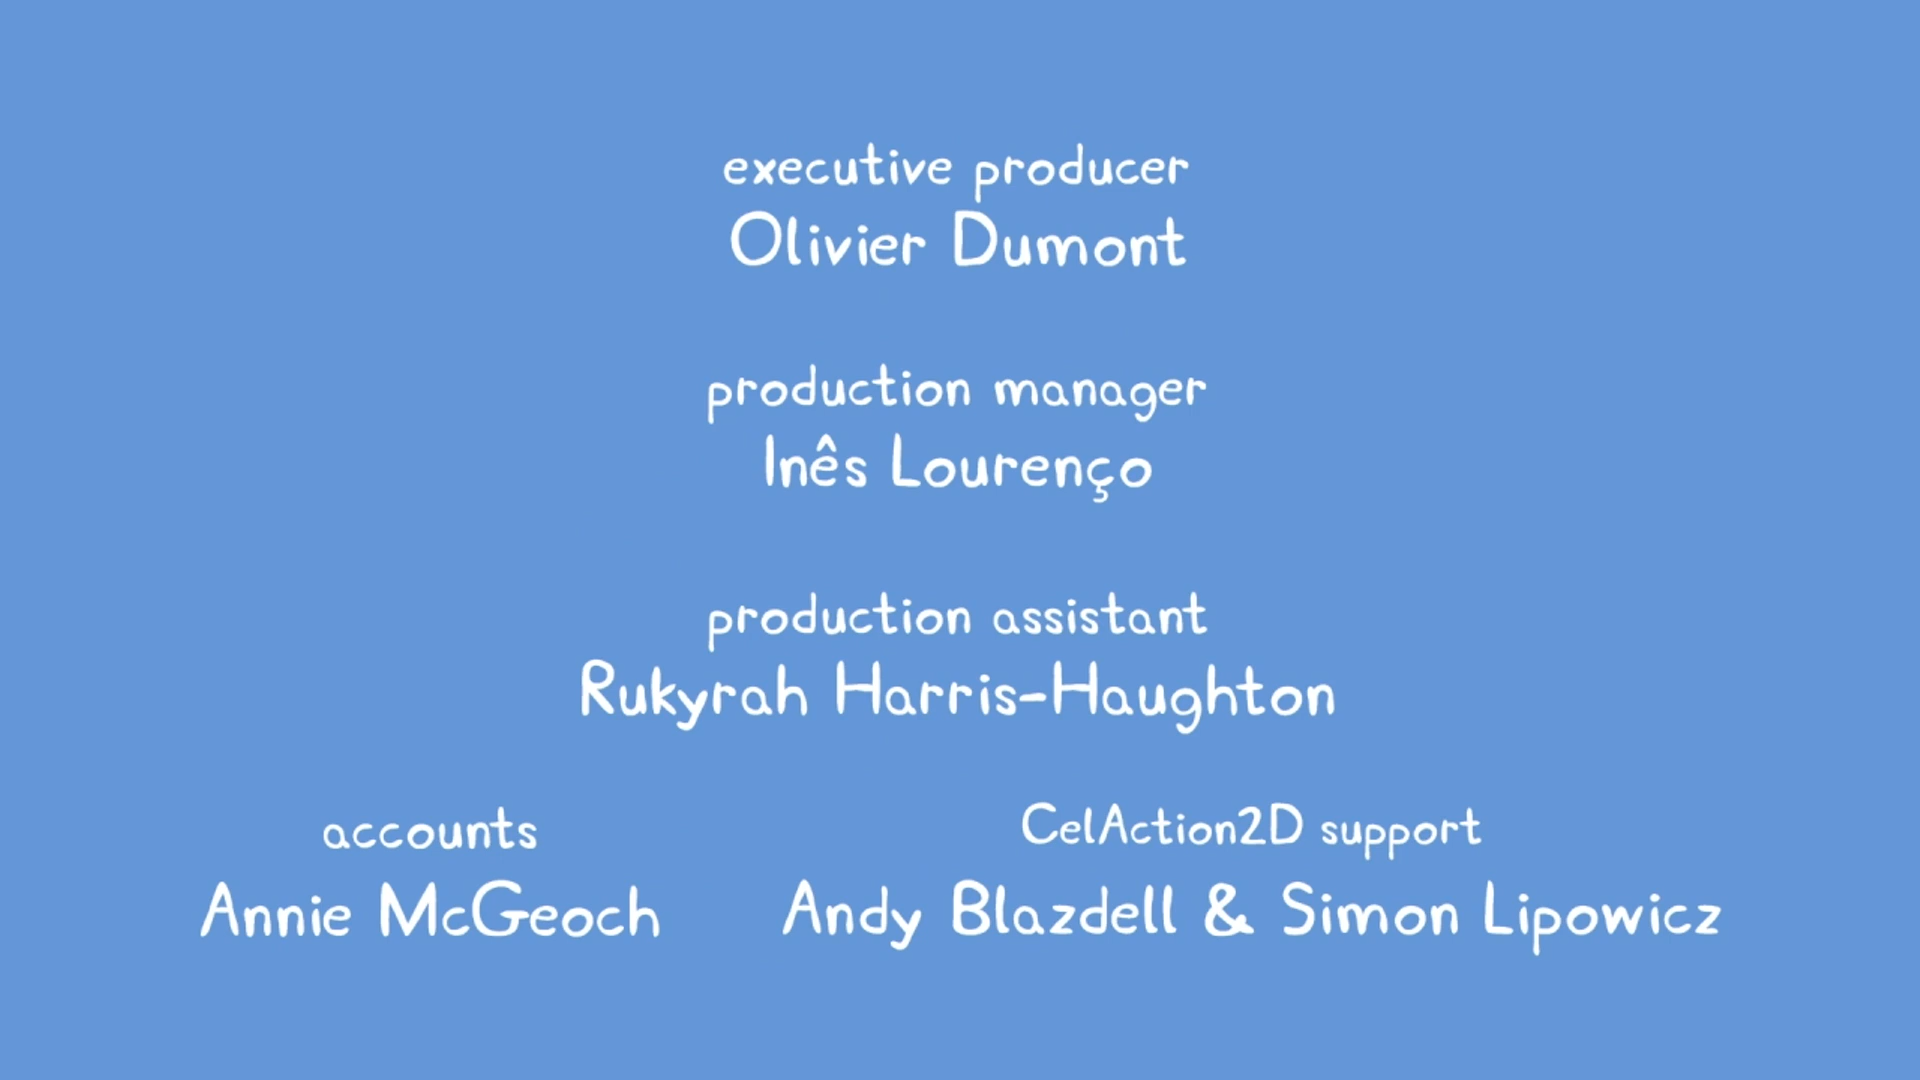 executive producer
Olivier Dumont
production manager
Inês Lourenço
production assistant
Rukyrah Harris-Haughton
accounts
Annie McGeoch
CelAction2D support
Andy Blazdell & Simon Lipowicz